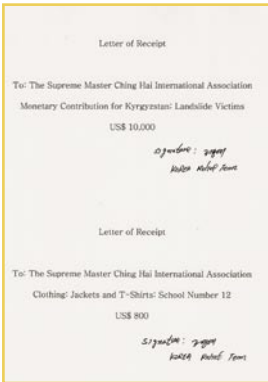 Letter of Receipt
To: The Supreme Master Ching Hai International Association
Monetary Contribution for Kyrgyzstan: Landslide Victims
US$ 10,000
signature:
KOREA Relief Team
Letter of Receipt
To: The Supreme Master Ching Hai International Association
Clothing: Jackets and T-Shirts: School Number 12
US$ 800
signature:
KOREA Relief Team